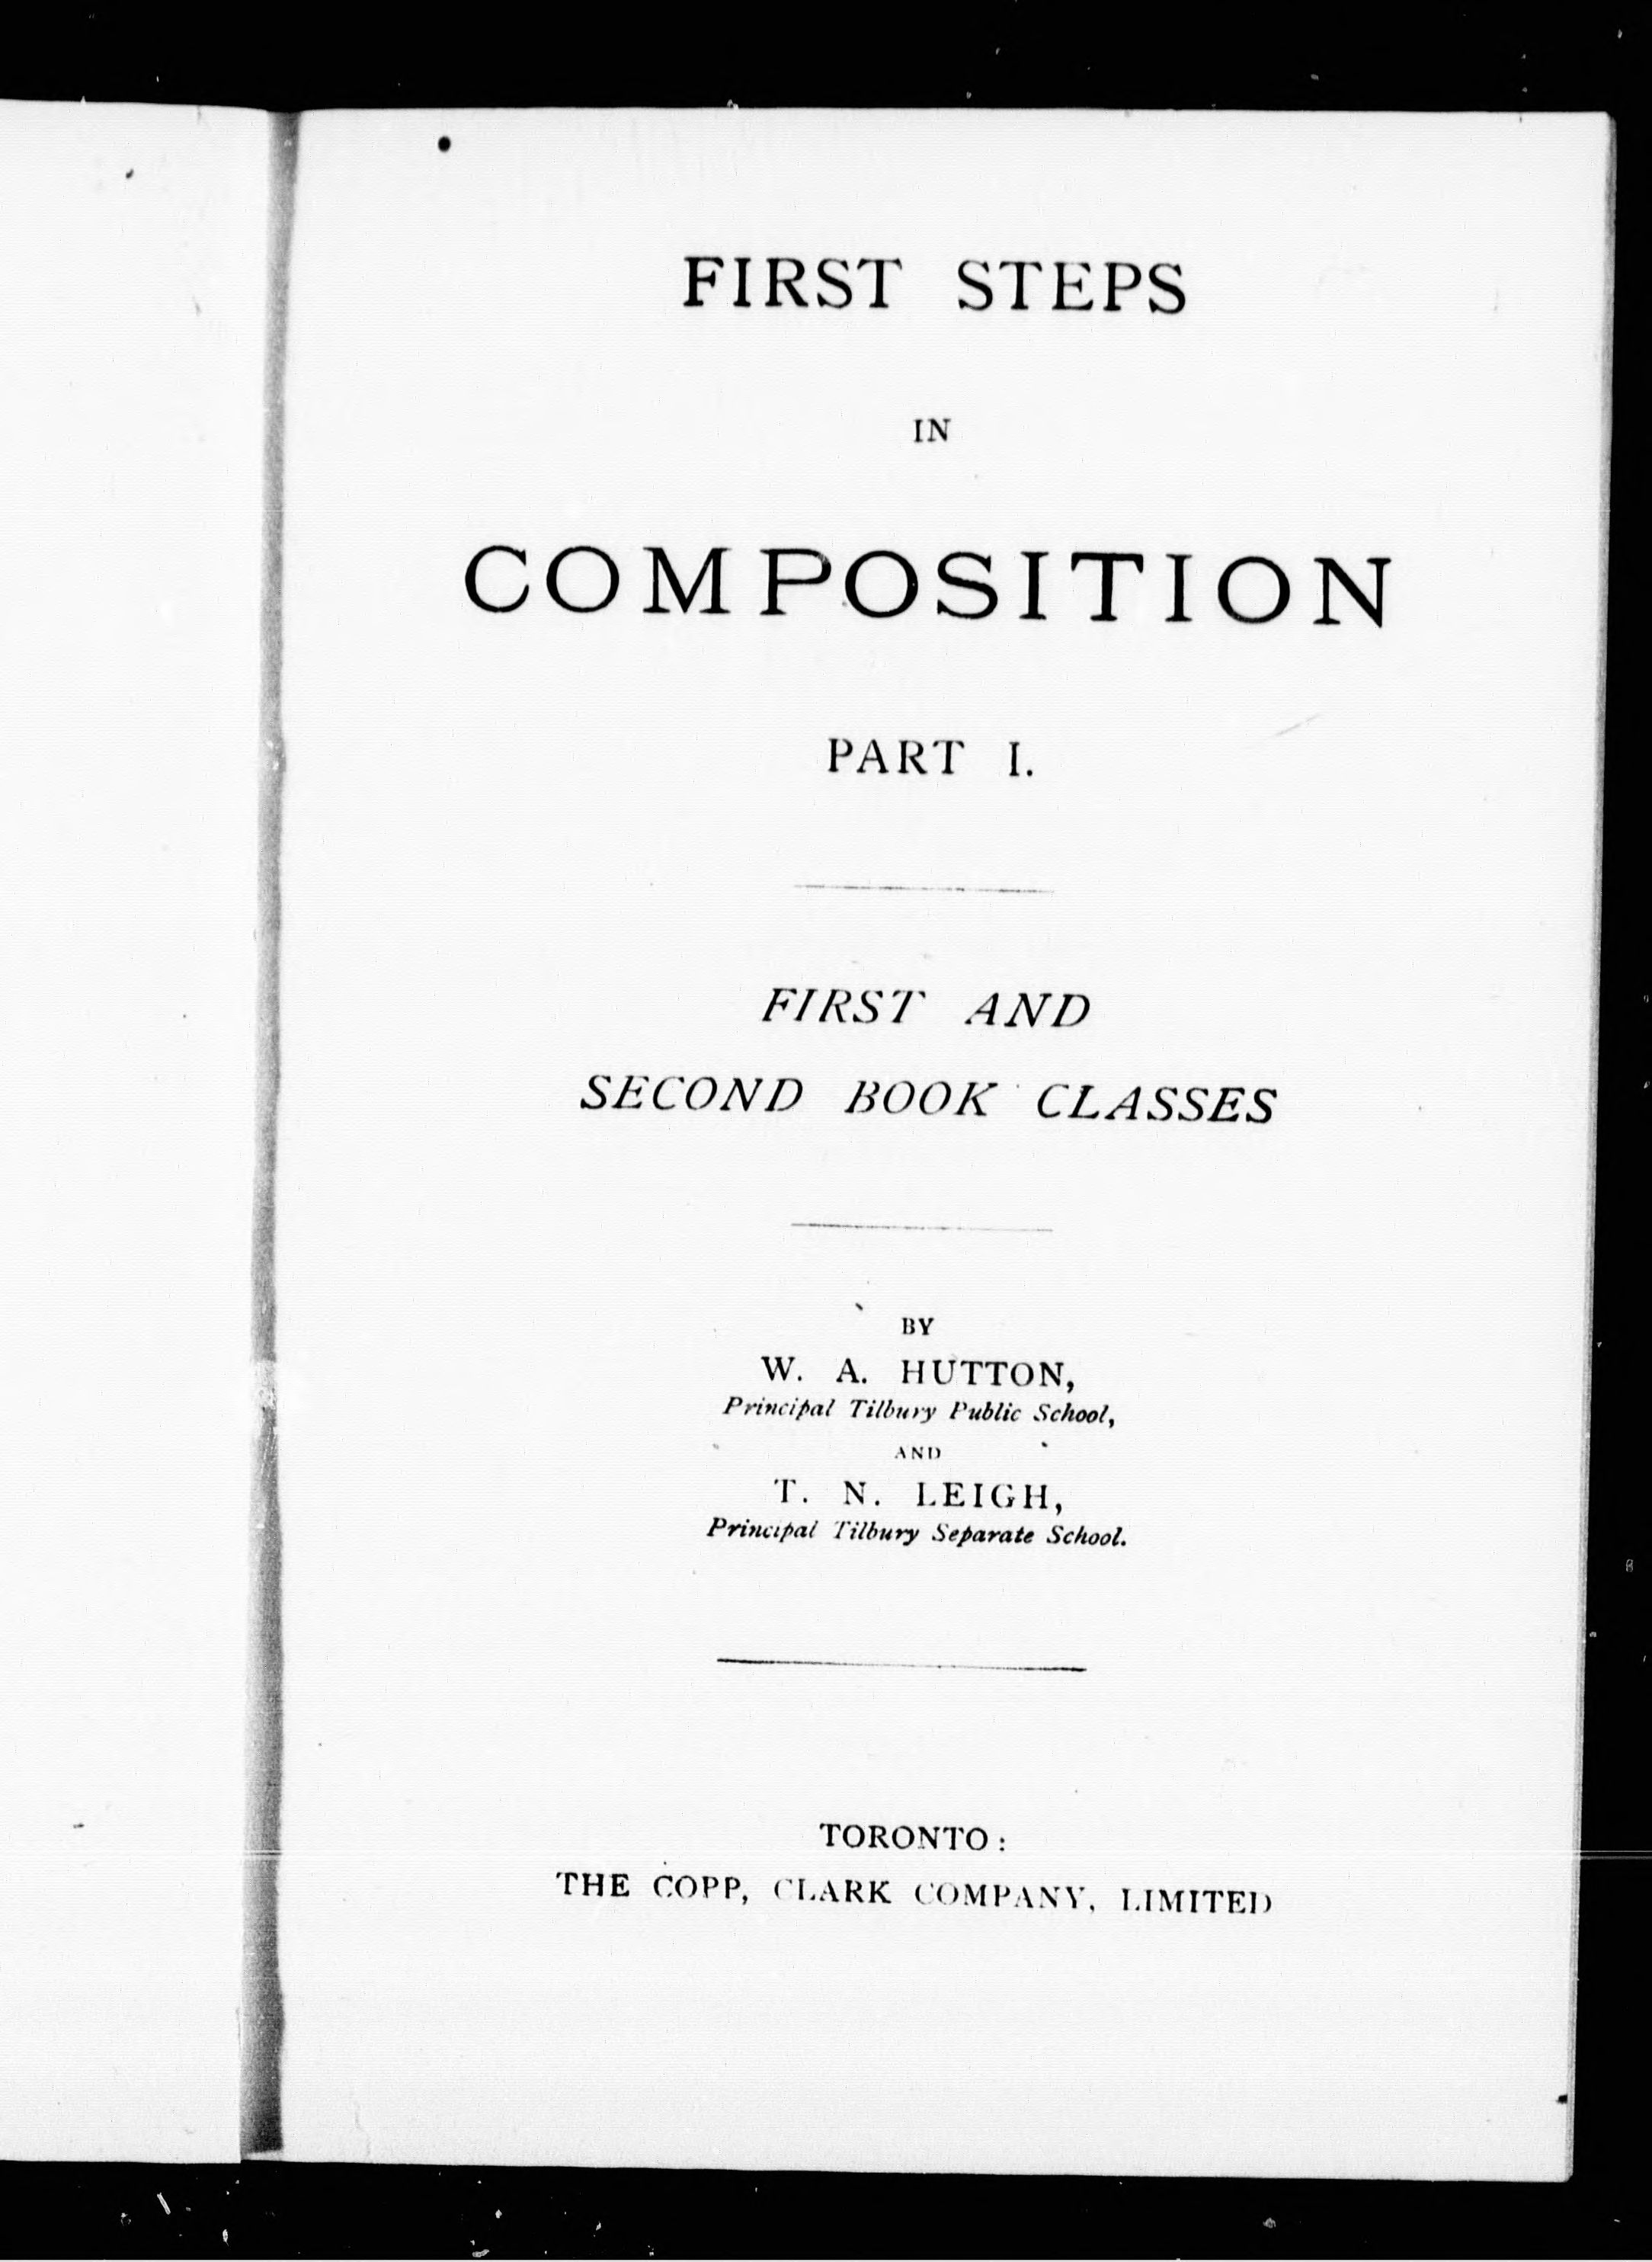 FIRST STEPS
IN
COMPOSITION
PART I.
FIRST AND
SECOND BOOK CLASSES
BY
W. A. HUTTON,
Principal Tilbury Public School,
AND
T. N. LEIGH,
Principal Tilbury Separate School.
TORONTO:
THE COPP, CLARK COMPANY, LIMITED